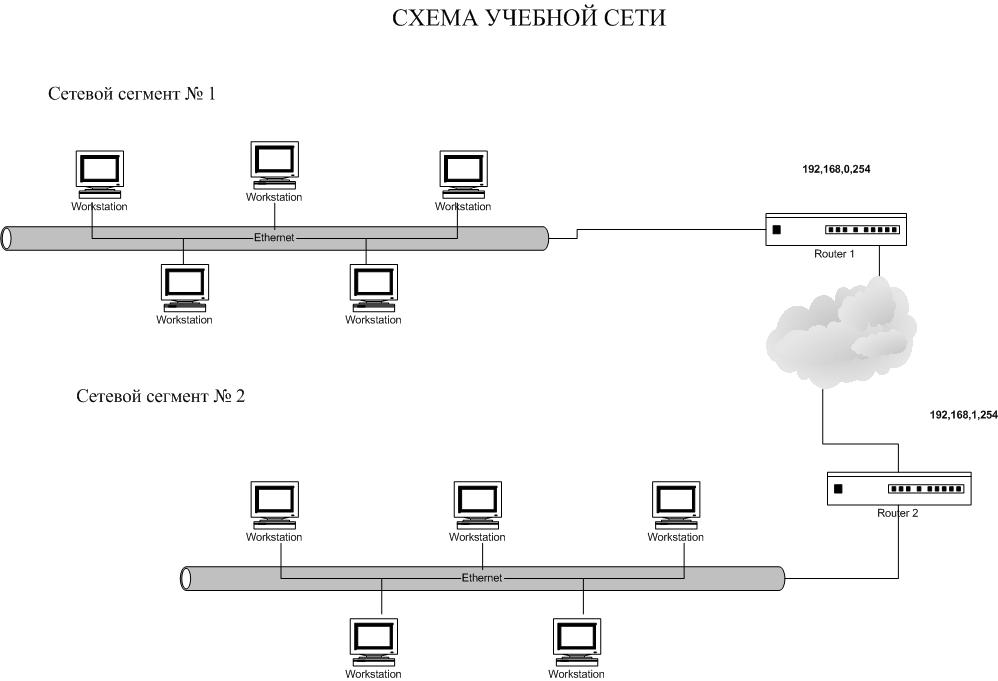 СХЕМА УЧЕБНОЙ СЕТИ
Сетевой сегмент № 1
192,168,0,254
Workstation
Workstation
Workstation
Ethernet
Router 1
Workstation
Workstation
Сетевой сегмент № 2
192,168,1,254
Router 2
Workstation
Workstation
Workstation
Ethernet
Workstation
Workstation